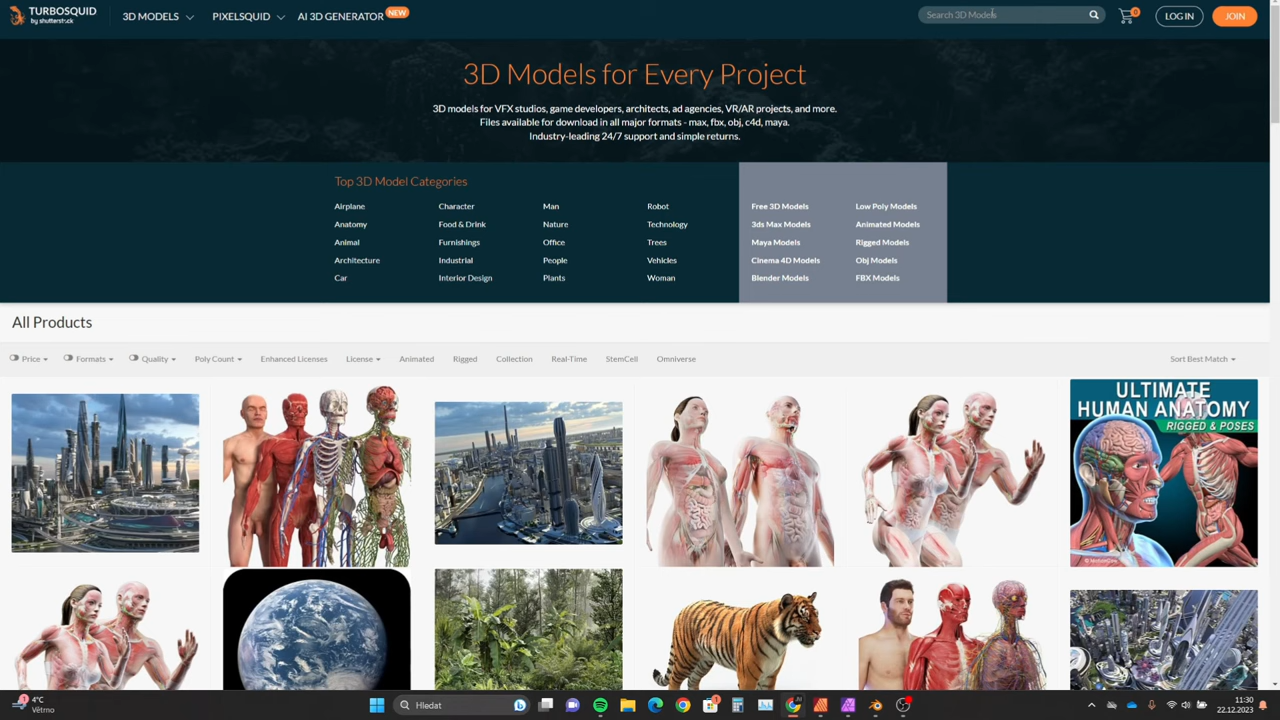 TURBOSQUID
by shutterstock
3D MODELS
PIXELSQUID
AI 3D GENERATOR
NEW
Search 3D Models
0
LOG IN
JOIN
3D Models for Every Project
3D models for VFX studios, game developers, architects, ad agencies, VR/AR projects, and more.
Files available for download in all major formats - max, fbx, obj, c4d, maya.
Industry-leading 24/7 support and simple returns.
Top 3D Model Categories
Airplane Character Man Robot Free 3D Models Low Poly Models
Anatomy Food & Drink Nature Technology 3ds Max Models Animated Models
Animal Furnishings Office Trees Maya Models Rigged Models
Architecture Industrial People Vehicles Cinema 4D Models Obj Models
Car Interior Design Plants Woman Blender Models FBX Models
All Products
Price Formats Quality Poly Count Enhanced Licenses License Animated Rigged Collection Real-Time StemCell Omniverse Sort Best Match
ULTIMATE
HUMAN ANATOMY
RIGGED & POSES
4°C
Větrno
Hledat
11:30
22.12.2023